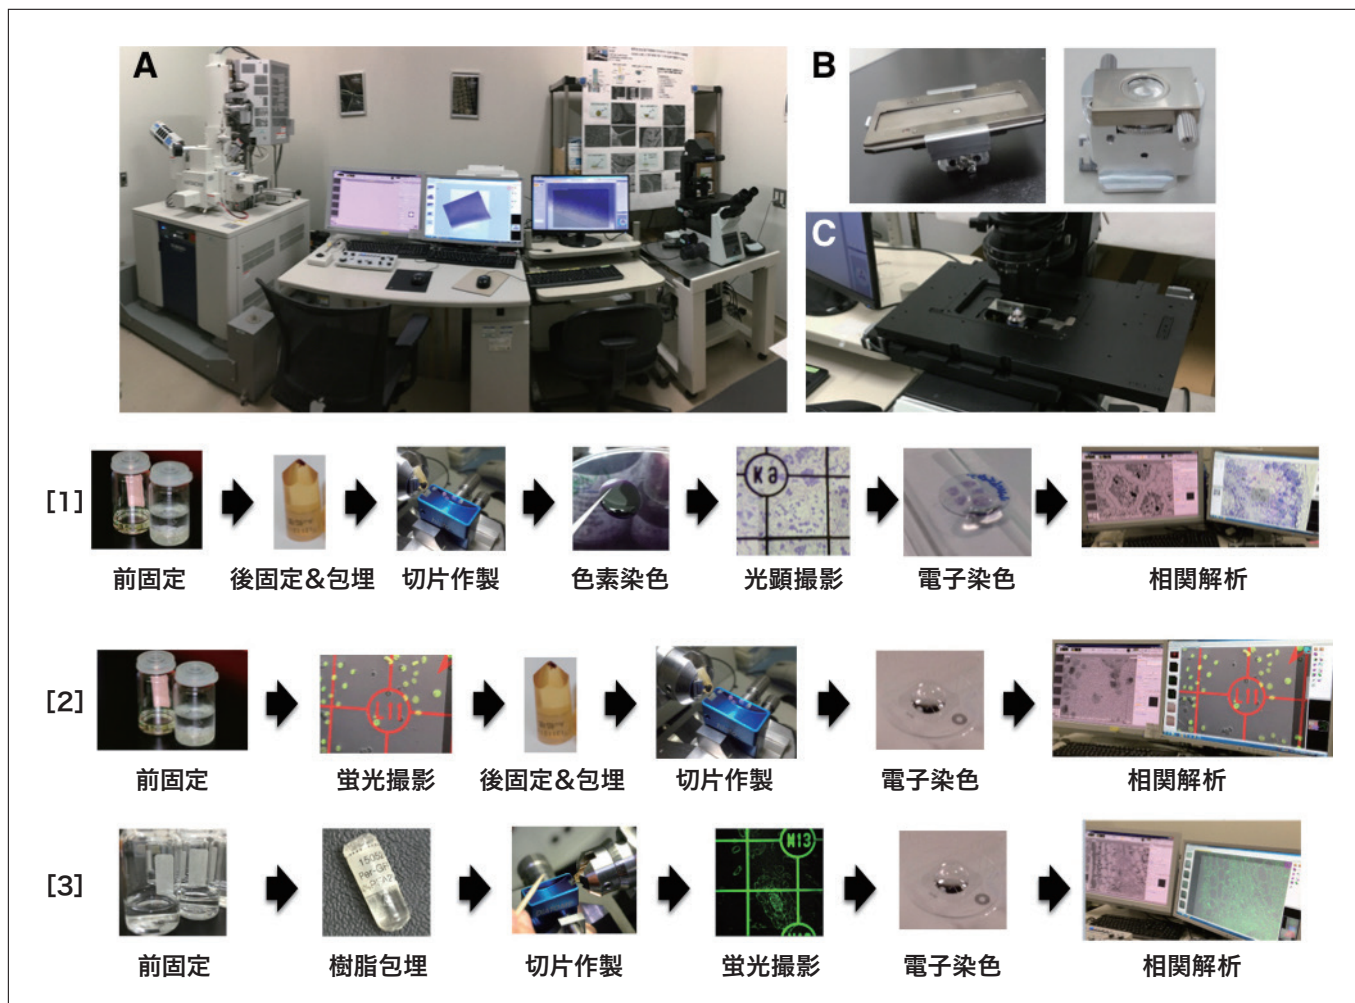 A
B
C
[1]
K8
前固定
後固定&包埋
切片作製
色素染色
光顕撮影
電子染色
相関解析
[2]
L11
前固定
蛍光撮影
後固定&包埋
切片作製
電子染色
相関解析
[3]
M13
前固定
樹脂包埋
切片作製
蛍光撮影
電子染色
相関解析